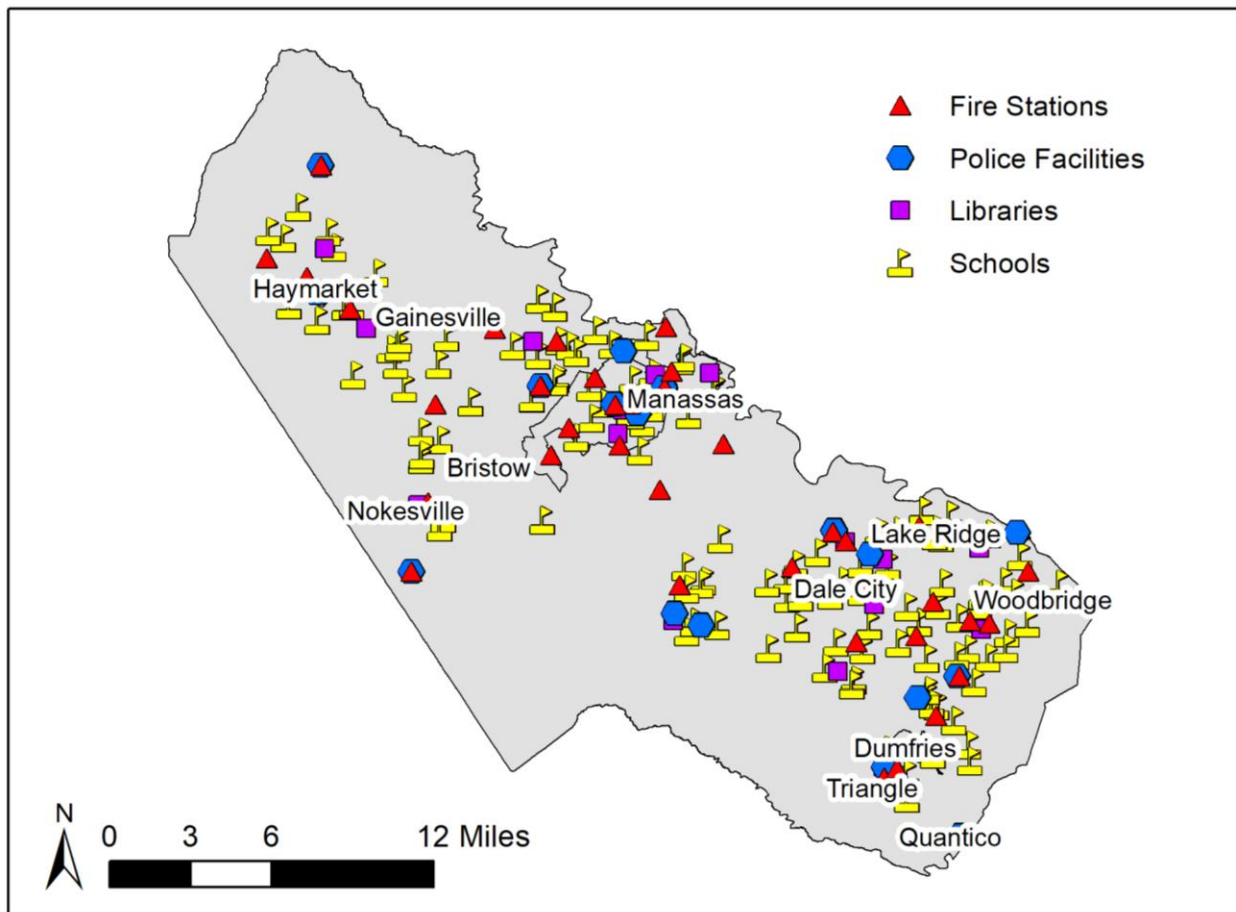 Fire Stations
Police Facilities
Libraries
Schools
Haymarket
Gainesville
Manassas
Bristow
Nokesville
Lake Ridge
Dale City
Woodbridge
Dumfries
Triangle
Quantico
N
0 3 6 12 Miles